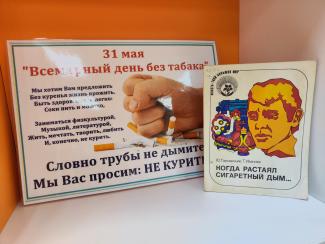 31 мая
"Всемирный день без табака"
Мы хотим Вам предложить
Без куренья жизнь прожить,
Быть здоровым
Соки пить и молоко,
Заниматься физкультурой,
Музыкой, литературой,
Жить, мечтать, творить, любить
И, конечно, не курить.
Словно трубы не дымите
Мы Вас просим: НЕ КУРИТЕ
КОГДА РАСТАЯЛ
СИГАРЕТНЫЙ ДЫМ...